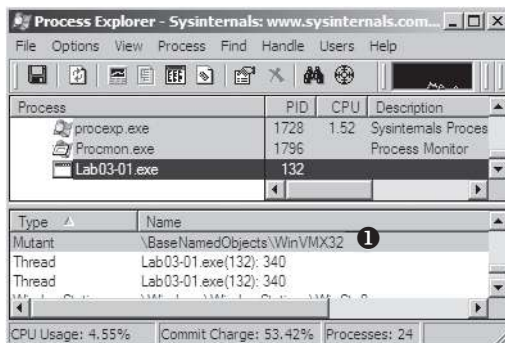 Process Explorer - Sysinternals: www.sysinternals.com...
File Options View Process Find Handle Users Help
Process PID CPU Description
procexp.exe 1728 1.52 Sysinternals Proces
Procmon.exe 1796 Process Monitor
Lab03-01.exe 132
Type Name
Mutant \BaseNamedObjects\WinVMX32 ❶
Thread Lab03-01.exe(132): 340
Thread Lab03-01.exe(132): 340
CPU Usage: 4.55% Commit Charge: 53.42% Processes: 24